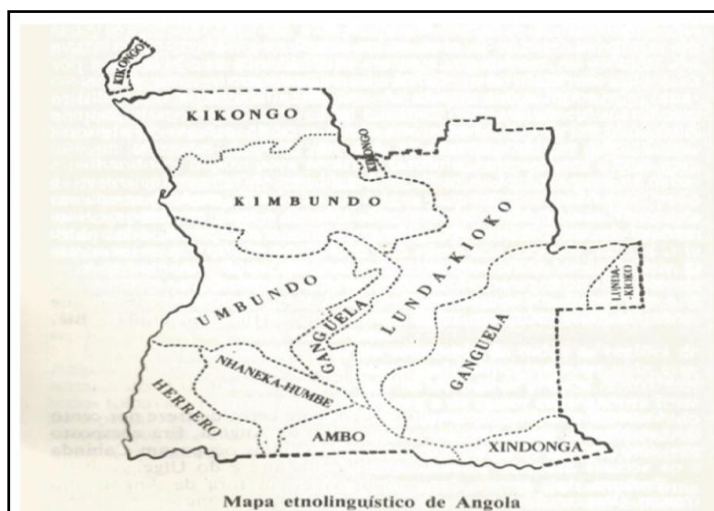 KIKONGO
KIKONGO
KIKONGO
KIMBUNDO
LUNDA-KIOKO
LUNDA-KIOKO
UMBUNDO
GANGUELA
GANGUELA
NHANEKA-HUMBE
HERRERO
AMBO
XINDONGA
Mapa etnolinguístico de Angola